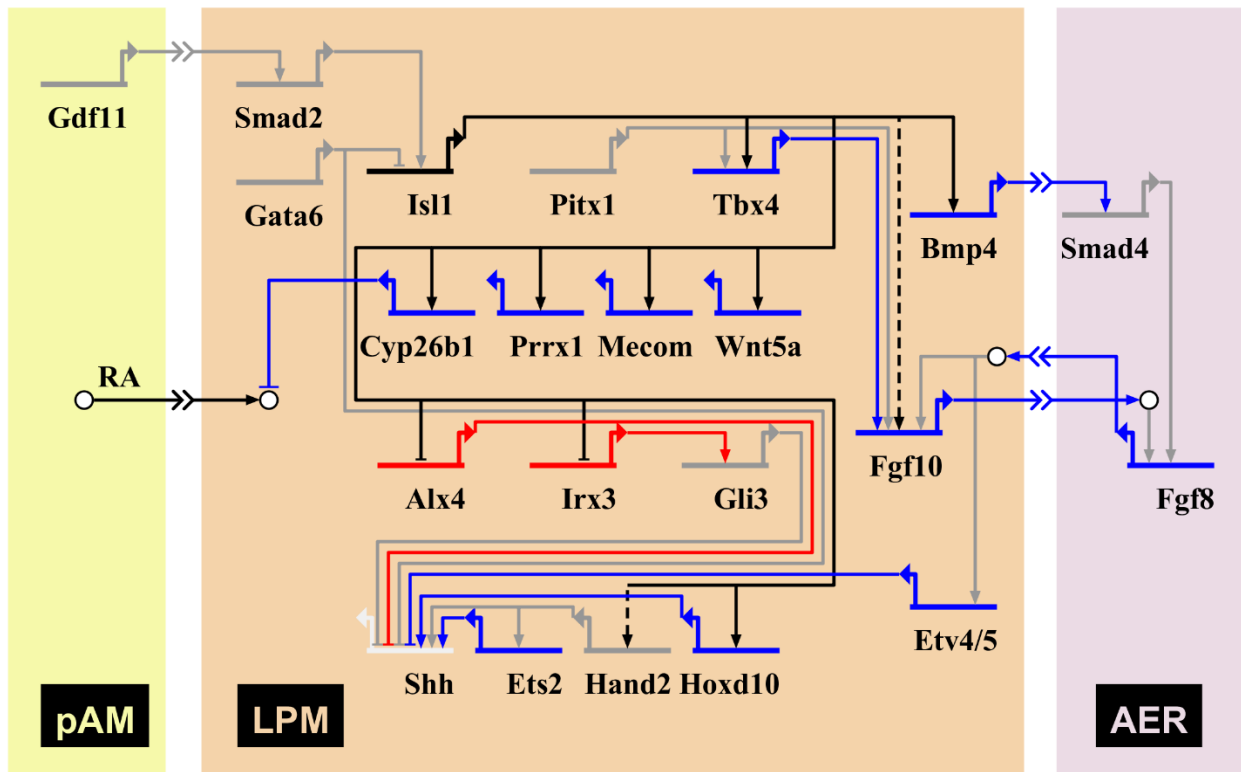 Gdf11
Smad2
Gata6
Isl1
Pitx1
Tbx4
Bmp4
Smad4
Cyp26b1
Prrx1
Mecom
Wnt5a
RA
Alx4
Irx3
Gli3
Fgf10
Fgf8
Etv4/5
Shh
Ets2
Hand2
Hoxd10
pAM
LPM
AER